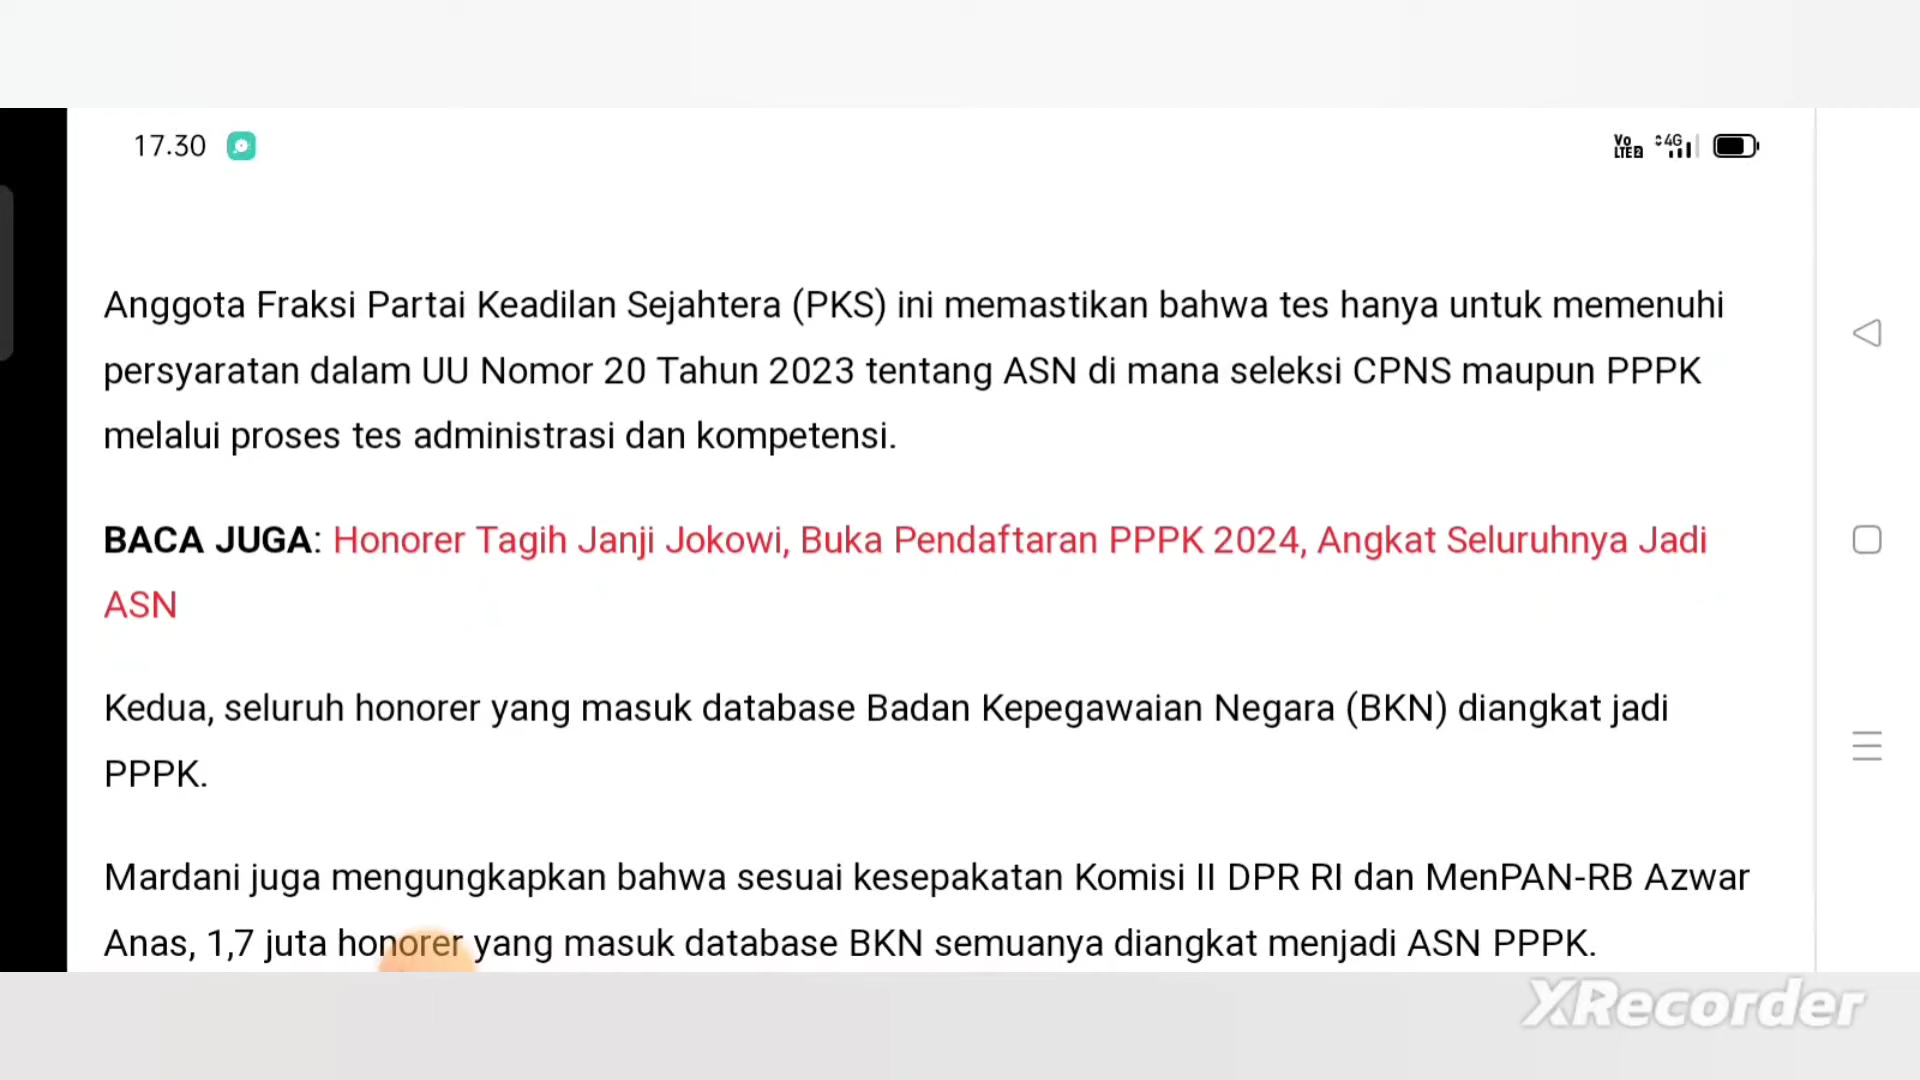 17.30
Vo LTE2 4G
Anggota Fraksi Partai Keadilan Sejahtera (PKS) ini memastikan bahwa tes hanya untuk memenuhi
persyaratan dalam UU Nomor 20 Tahun 2023 tentang ASN di mana seleksi CPNS maupun PPPK
melalui proses tes administrasi dan kompetensi.
BACA JUGA: Honorer Tagih Janji Jokowi, Buka Pendaftaran PPPK 2024, Angkat Seluruhnya Jadi
ASN
Kedua, seluruh honorer yang masuk database Badan Kepegawaian Negara (BKN) diangkat jadi
PPPK.
Mardani juga mengungkapkan bahwa sesuai kesepakatan Komisi II DPR RI dan MenPAN-RB Azwar
Anas, 1,7 juta honorer yang masuk database BKN semuanya diangkat menjadi ASN PPPK.
XRecorder